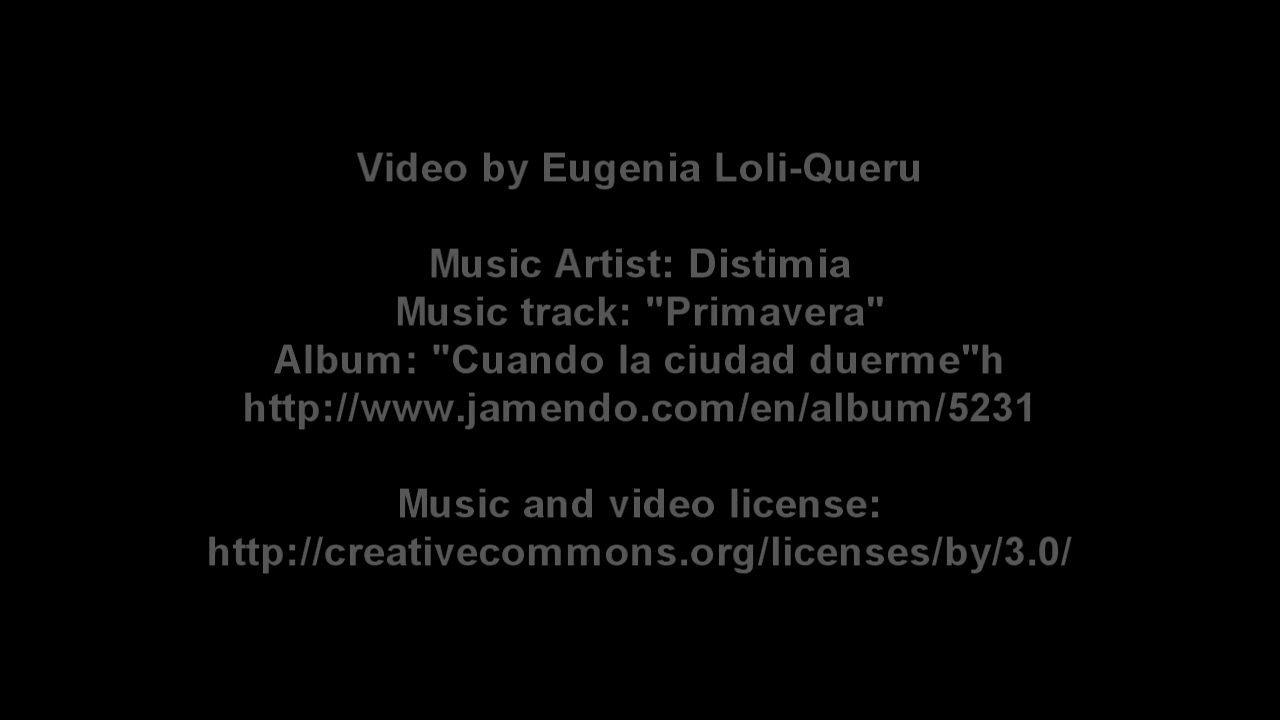 Video by Eugenia Loli-Queru
Music Artist: Distimia
Music track: "Primavera"
Album: "Cuando la ciudad duerme"h
http://www.jamendo.com/en/album/5231
Music and video license:
http://creativecommons.org/licenses/by/3.0/